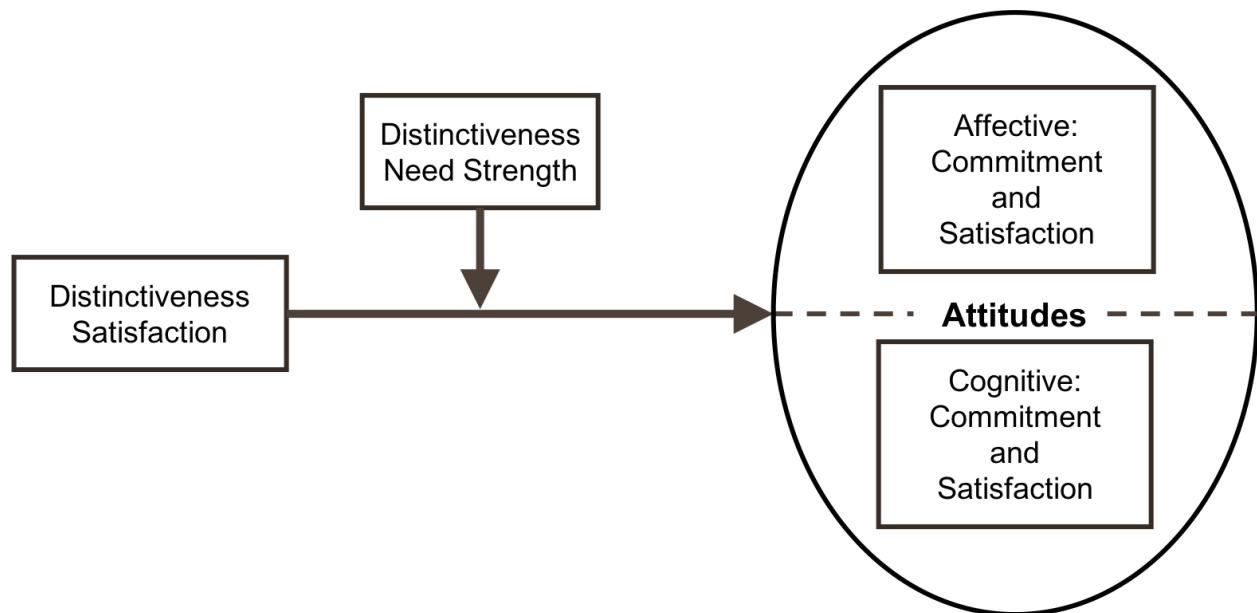 Distinctiveness
Need Strength
Distinctiveness
Satisfaction
Affective:
Commitment
and
Satisfaction
Attitudes
Cognitive:
Commitment
and
Satisfaction